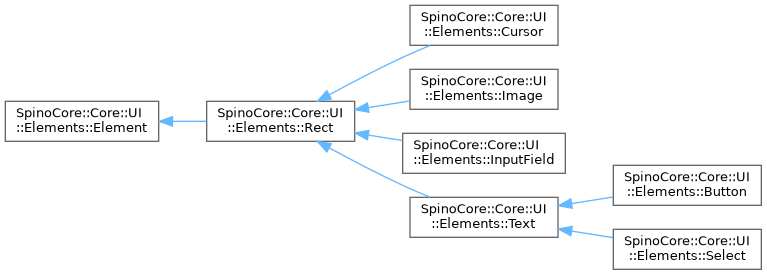 SpinoCore::Core::UI
::Elements::Cursor
SpinoCore::Core::UI
::Elements::Image
SpinoCore::Core::UI
::Elements::Element
SpinoCore::Core::UI
::Elements::Rect
SpinoCore::Core::UI
::Elements::InputField
SpinoCore::Core::UI
::Elements::Button
SpinoCore::Core::UI
::Elements::Text
SpinoCore::Core::UI
::Elements::Select